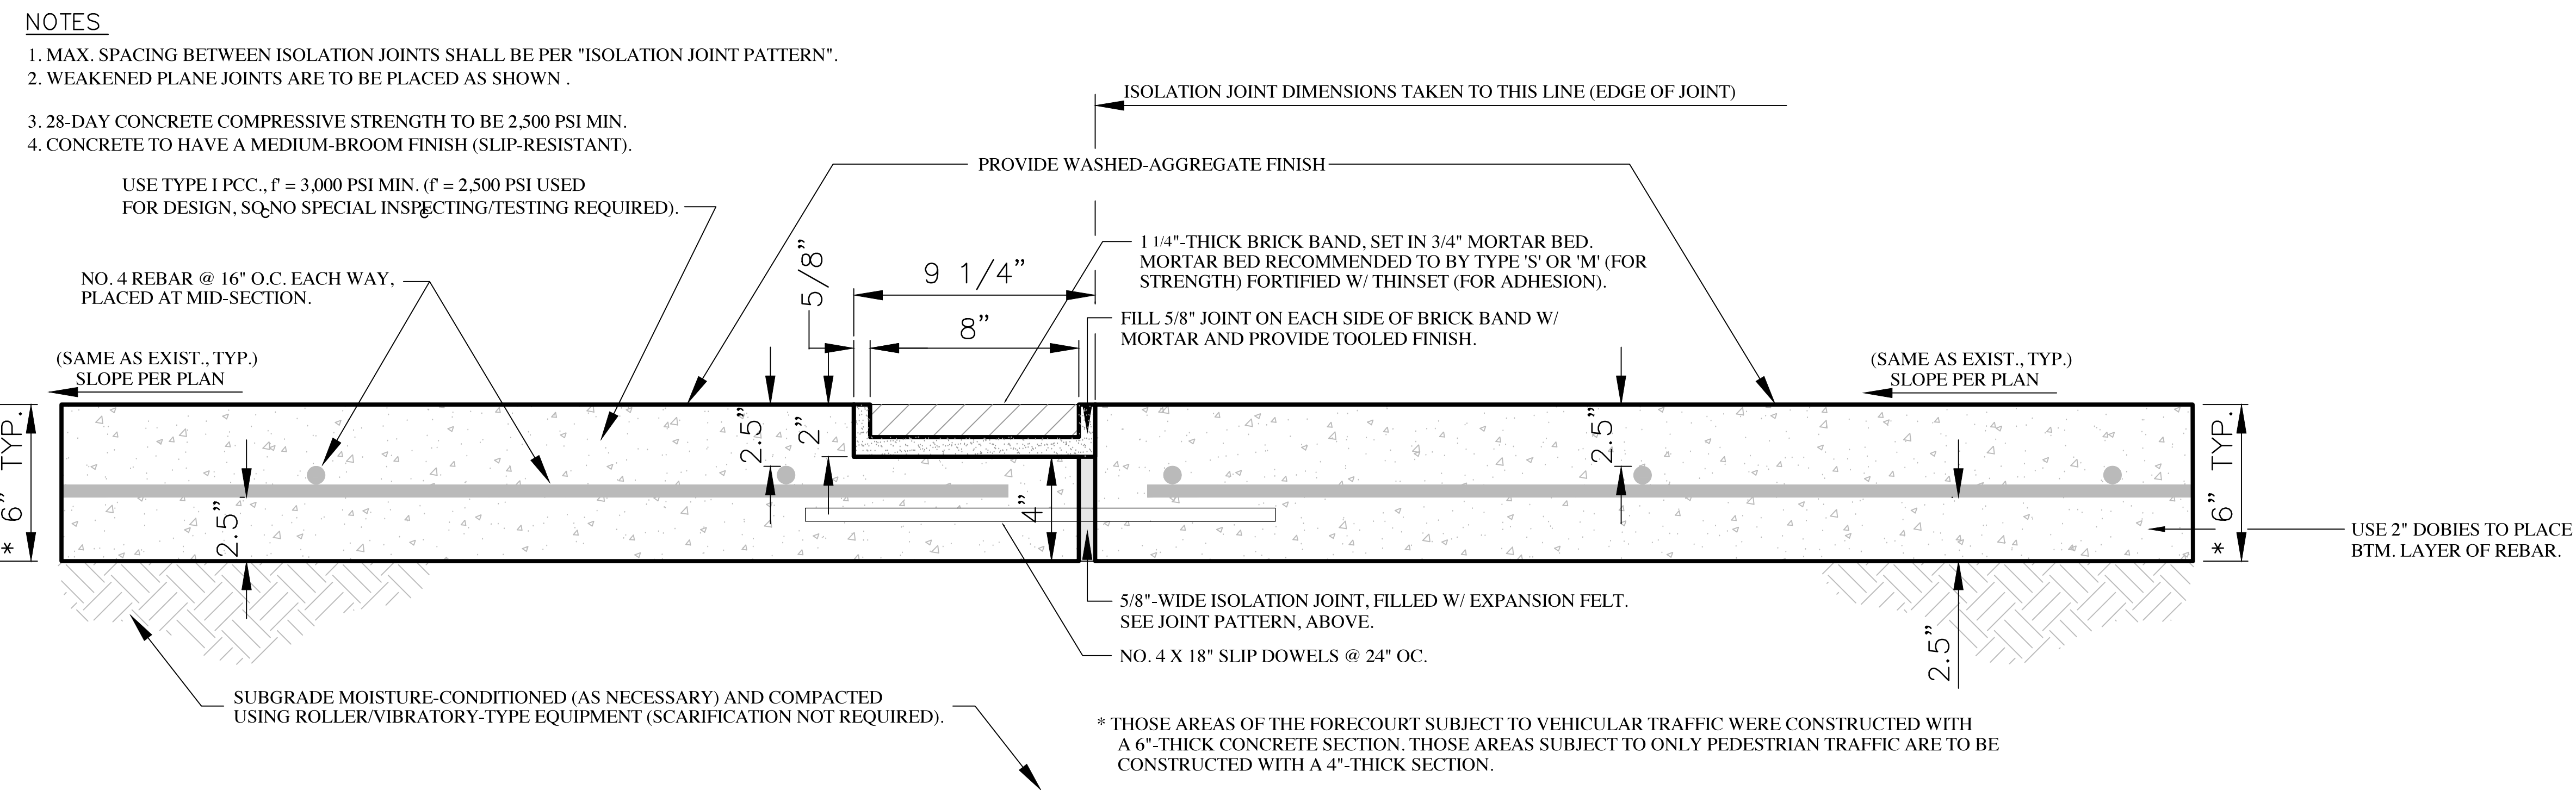 NOTES
1. MAX. SPACING BETWEEN ISOLATION JOINTS SHALL BE PER "ISOLATION JOINT PATTERN".
2. WEAKENED PLANE JOINTS ARE TO BE PLACED AS SHOWN .
3. 28-DAY CONCRETE COMPRESSIVE STRENGTH TO BE 2,500 PSI MIN.
4. CONCRETE TO HAVE A MEDIUM-BROOM FINISH (SLIP-RESISTANT).
ISOLATION JOINT DIMENSIONS TAKEN TO THIS LINE (EDGE OF JOINT)
PROVIDE WASHED-AGGREGATE FINISH
USE TYPE I PCC., f' = 3,000 PSI MIN. (f' = 2,500 PSI USED
FOR DESIGN, SO NO SPECIAL INSPECTING/TESTING REQUIRED).
c
c
NO. 4 REBAR @ 16" O.C. EACH WAY,
PLACED AT MID-SECTION.
5/8”
9 1/4”
8”
1 1/4"-THICK BRICK BAND, SET IN 3/4" MORTAR BED.
MORTAR BED RECOMMENDED TO BY TYPE 'S' OR 'M' (FOR
STRENGTH) FORTIFIED W/ THINSET (FOR ADHESION).
FILL 5/8" JOINT ON EACH SIDE OF BRICK BAND W/
MORTAR AND PROVIDE TOOLED FINISH.
(SAME AS EXIST., TYP.)
SLOPE PER PLAN
(SAME AS EXIST., TYP.)
SLOPE PER PLAN
* 6” TYP.
2.5”
2.5”
2”
4”
2.5”
2.5”
* 6” TYP.
USE 2" DOBIES TO PLACE
BTM. LAYER OF REBAR.
5/8"-WIDE ISOLATION JOINT, FILLED W/ EXPANSION FELT.
SEE JOINT PATTERN, ABOVE.
NO. 4 X 18" SLIP DOWELS @ 24" OC.
SUBGRADE MOISTURE-CONDITIONED (AS NECESSARY) AND COMPACTED
USING ROLLER/VIBRATORY-TYPE EQUIPMENT (SCARIFICATION NOT REQUIRED).
* THOSE AREAS OF THE FORECOURT SUBJECT TO VEHICULAR TRAFFIC WERE CONSTRUCTED WITH
A 6"-THICK CONCRETE SECTION. THOSE AREAS SUBJECT TO ONLY PEDESTRIAN TRAFFIC ARE TO BE
CONSTRUCTED WITH A 4"-THICK SECTION.